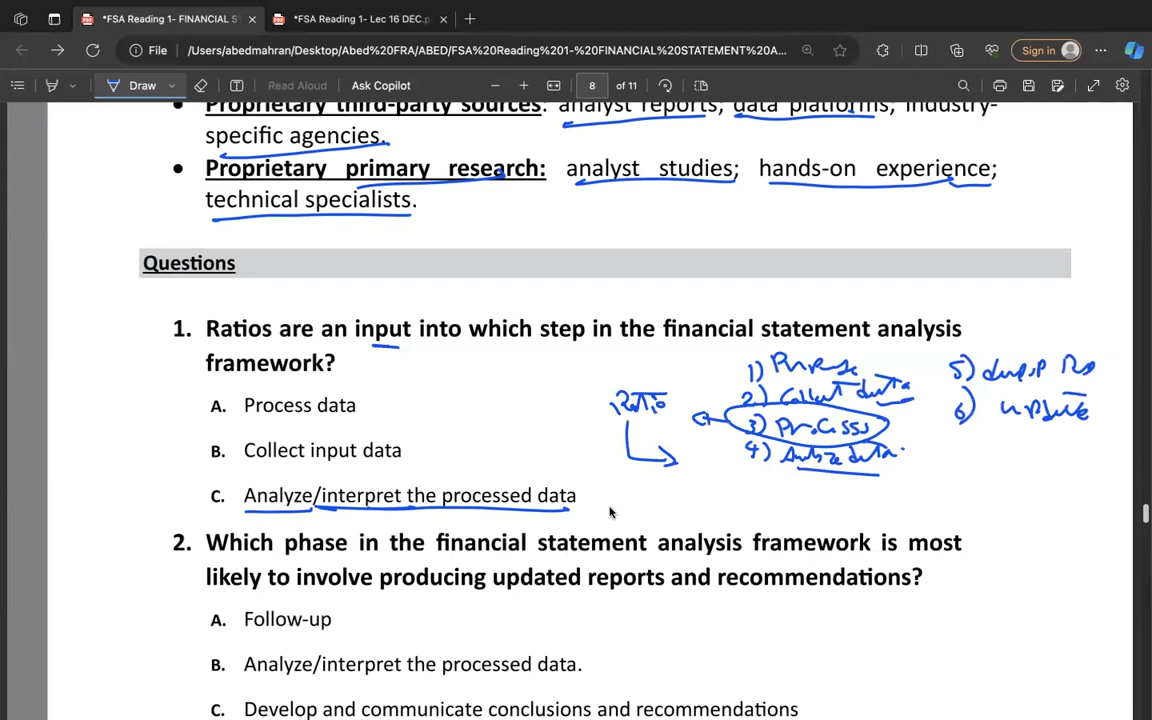 *FSA Reading 1- FINANCIAL S
*FSA Reading 1- Lec 16 DEC.p
File
/Users/abedmahran/Desktop/Abed%20FRA/ABED/FSA%20Reading%201-%20FINANCIAL%20STATEMENT%20A...
Sign in
Draw
Read Aloud
Ask Copilot
8 of 11
• Proprietary third-party sources: analyst reports; data platforms; industry-
specific agencies.
• Proprietary primary research: analyst studies; hands-on experience;
technical specialists.
Questions
1. Ratios are an input into which step in the financial statement analysis
framework?
1) Purpose
5)
A. Process data
Ratio
2) Collect data
6) update
3) Process
B. Collect input data
4) Analyze data.
C. Analyze/interpret the processed data
2. Which phase in the financial statement analysis framework is most
likely to involve producing updated reports and recommendations?
A. Follow-up
B. Analyze/interpret the processed data.
C. Develop and communicate conclusions and recommendations